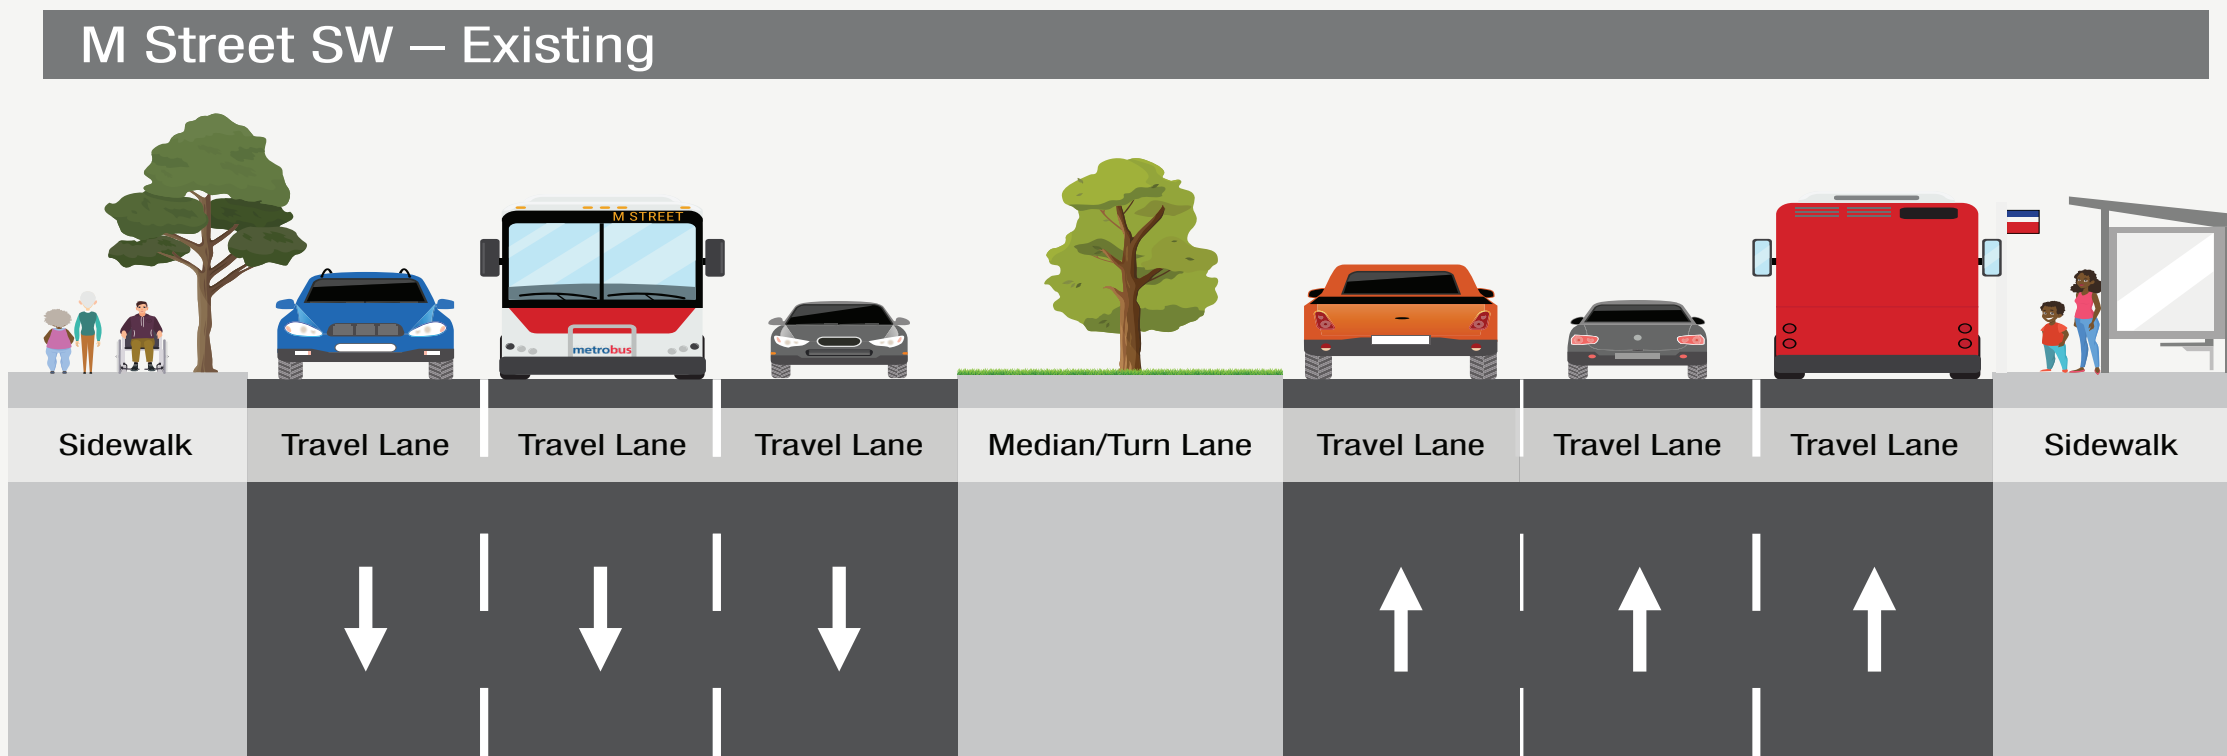 M Street SW — Existing
M STREET
metrobus
Sidewalk
Travel Lane
Travel Lane
Travel Lane
Median/Turn Lane
Travel Lane
Travel Lane
Travel Lane
Sidewalk